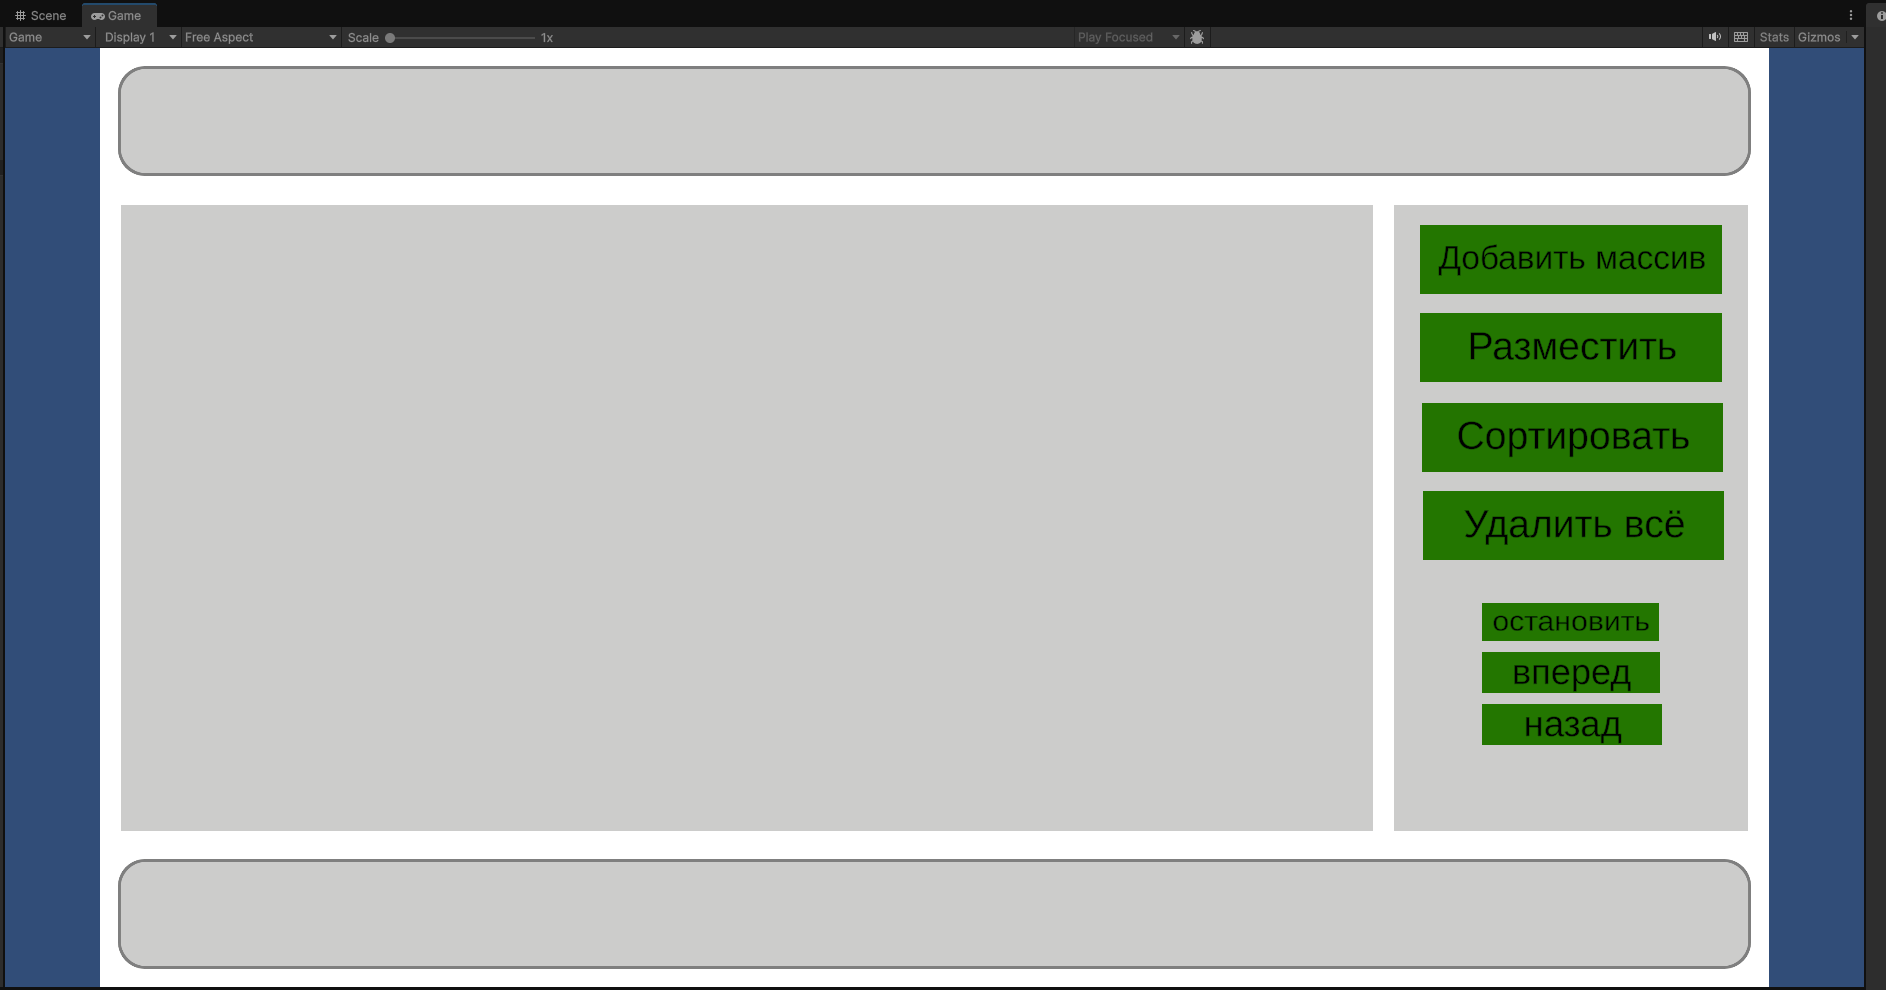 Scene Game
Game Display 1 Free Aspect Scale 1x Play Focused Stats Gizmos
Добавить массив
Разместить
Сортировать
Удалить всё
остановить
вперед
назад